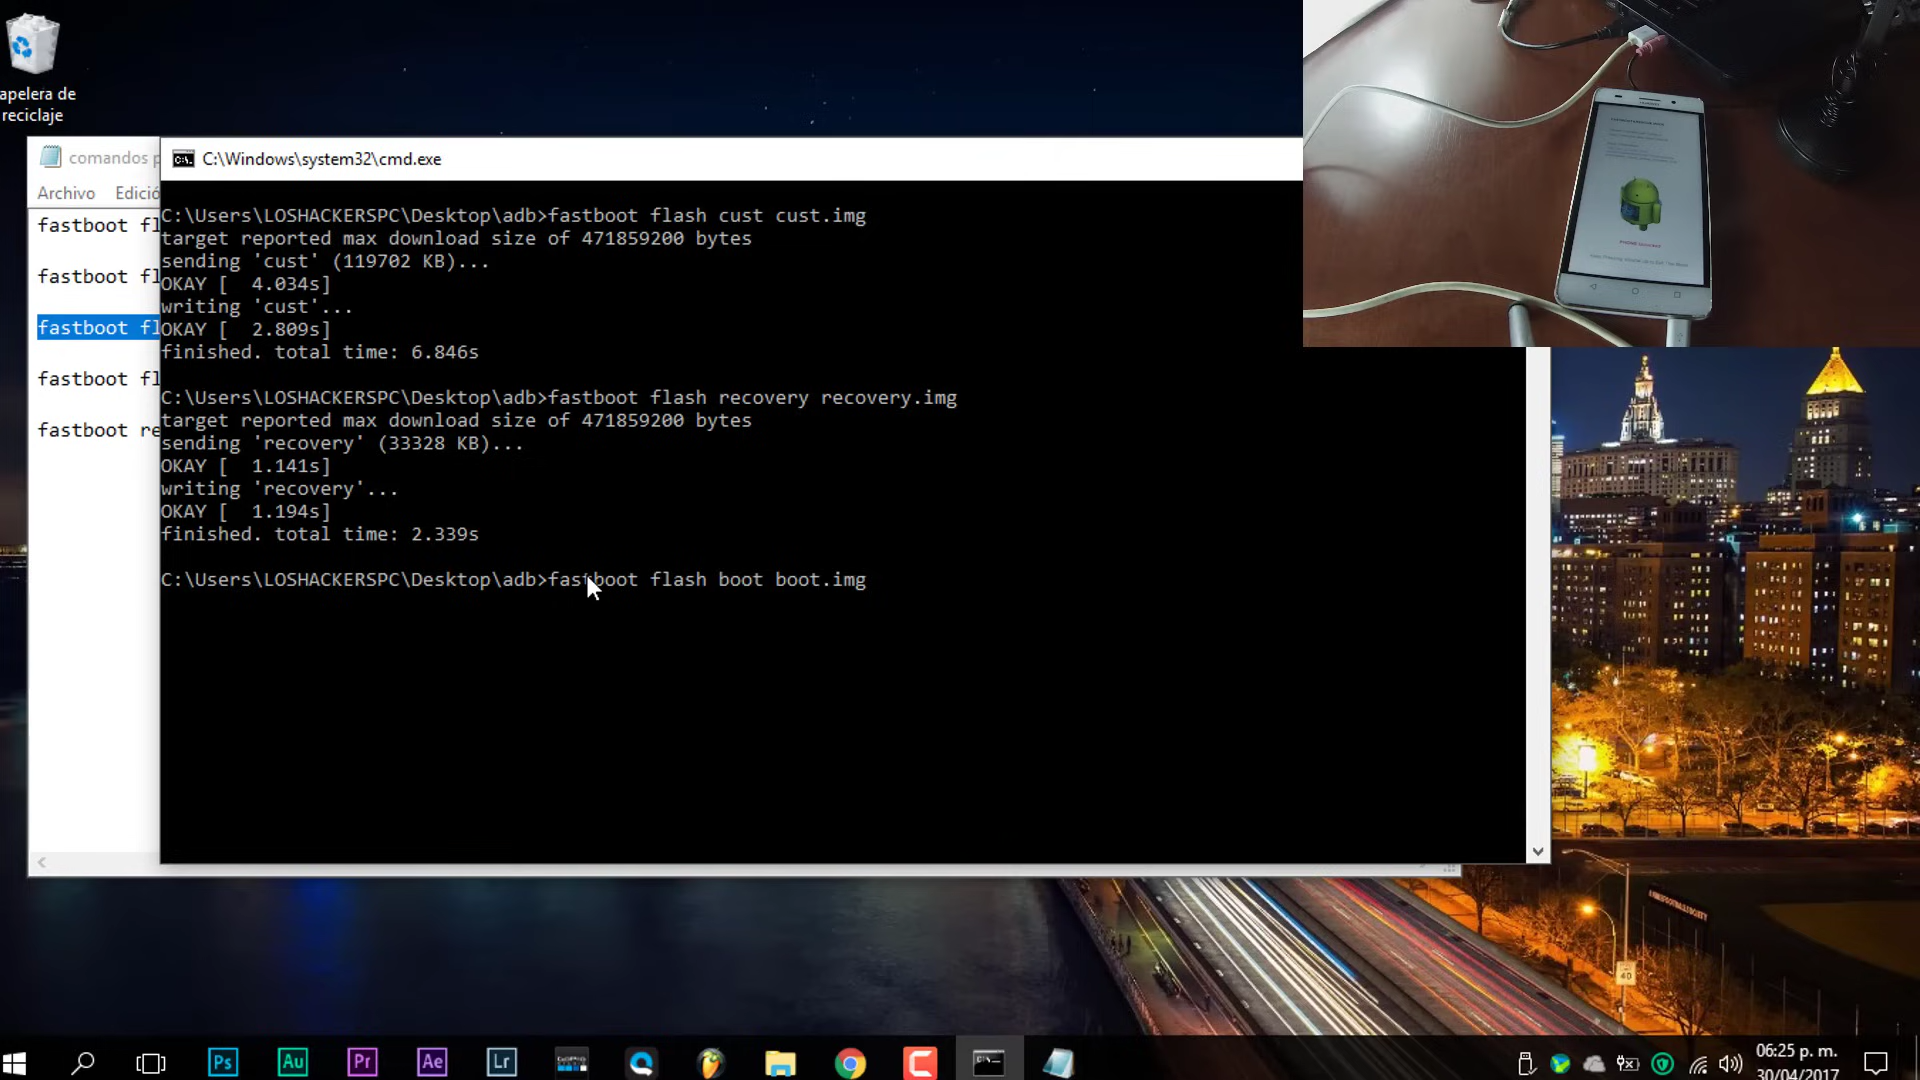 apelera de
reciclaje
comandos p
Archivo Edició
fastboot fl
fastboot fl
fastboot fl
fastboot fl
fastboot re
C:\Windows\system32\cmd.exe
C:\Users\LOSHACKERSPC\Desktop\adb>fastboot flash cust cust.img
target reported max download size of 471859200 bytes
sending 'cust' (119702 KB)...
OKAY [  4.034s]
writing 'cust'...
OKAY [  2.809s]
finished. total time: 6.846s
C:\Users\LOSHACKERSPC\Desktop\adb>fastboot flash recovery recovery.img
target reported max download size of 471859200 bytes
sending 'recovery' (33328 KB)...
OKAY [  1.141s]
writing 'recovery'...
OKAY [  1.194s]
finished. total time: 2.339s
C:\Users\LOSHACKERSPC\Desktop\adb>fastboot flash boot boot.img
40
Ps
Au
Pr
Ae
Lr
06:25 p. m.
30/04/2017